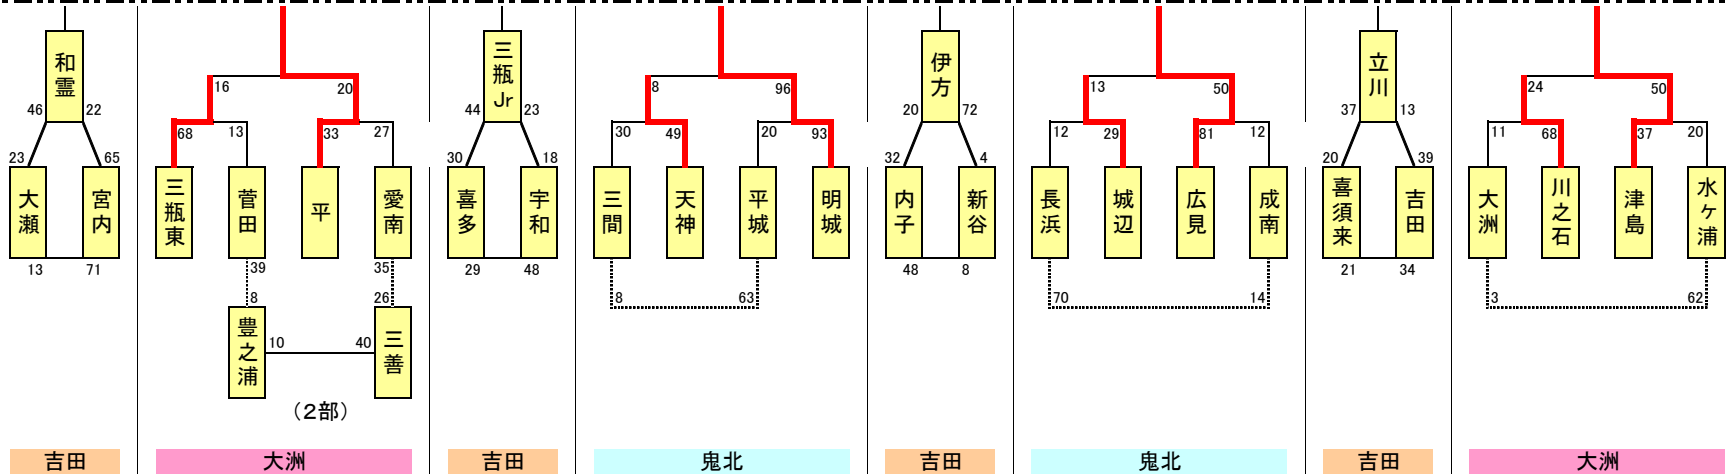 和霊
46 22
23 65
大瀬 宮内
13 71
吉田
16 20
68 13 33 27
三瓶東 菅田 平 愛南
39 35
8 26
豊之浦 10 40 三善
（2部）
大洲
三瓶Jr
44 23
30 18
喜多 宇和
29 48
吉田
8 96
30 49 20 93
三間 天神 平城 明城
8 63
鬼北
伊方
20 72
32 4
内子 新谷
48 8
吉田
13 50
12 29 81 12
長浜 城辺 広見 成南
70 14
鬼北
立川
37 13
20 39
喜須来 吉田
21 34
吉田
24 50
11 68 37 20
大洲 川之石 津島 水ヶ浦
3 62
大洲